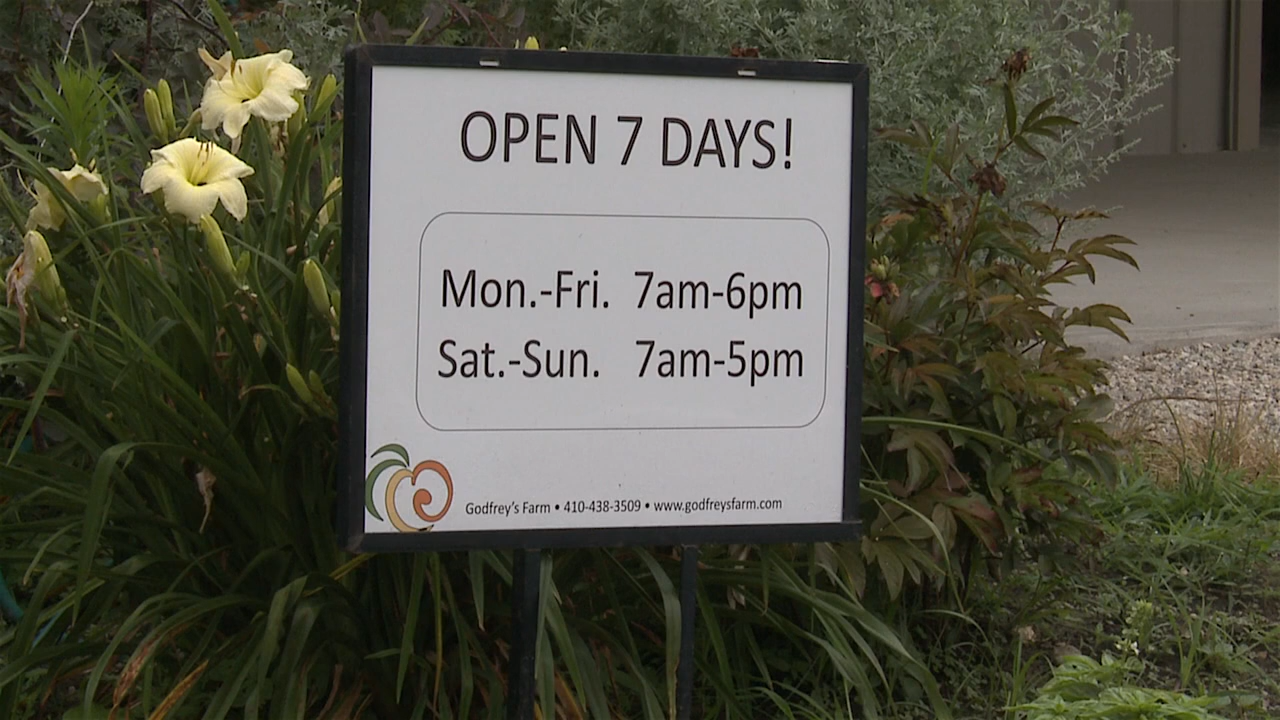 OPEN 7 DAYS!
Mon.-Fri. 7am-6pm
Sat.-Sun. 7am-5pm
Godfrey's Farm • 410-438-3509 • www.godfreysfarm.com